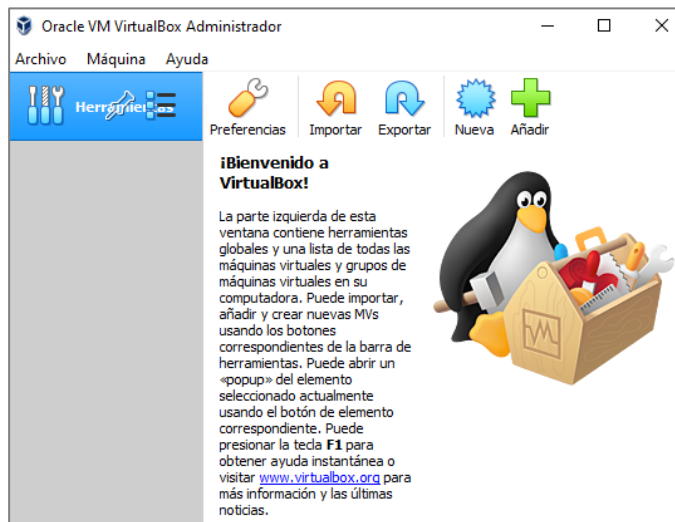 Oracle VM VirtualBox Administrador
Archivo Máquina Ayuda
Herramientas
Preferencias Importar Exportar Nueva Añadir
¡Bienvenido a
VirtualBox!
La parte izquierda de esta
ventana contiene herramientas
globales y una lista de todas las
máquinas virtuales y grupos de
máquinas virtuales en su
computadora. Puede importar,
añadir y crear nuevas MVs
usando los botones
correspondientes de la barra de
herramientas. Puede abrir un
«popup» del elemento
seleccionado actualmente
usando el botón de elemento
correspondiente. Puede
presionar la tecla F1 para
obtener ayuda instantánea o
visitar www.virtualbox.org para
más información y las últimas
noticias.